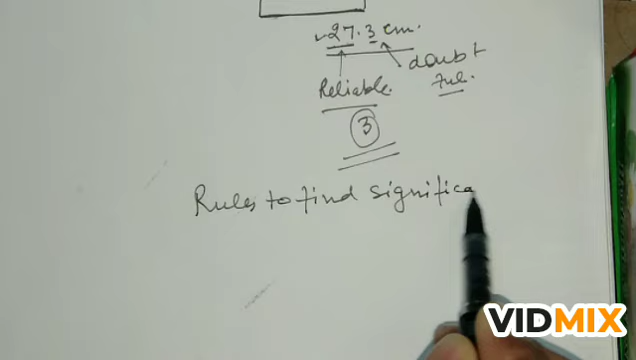 27.3 cm.
doubt
ful.
Reliable.
3
Rules to find significa
VIDMIX